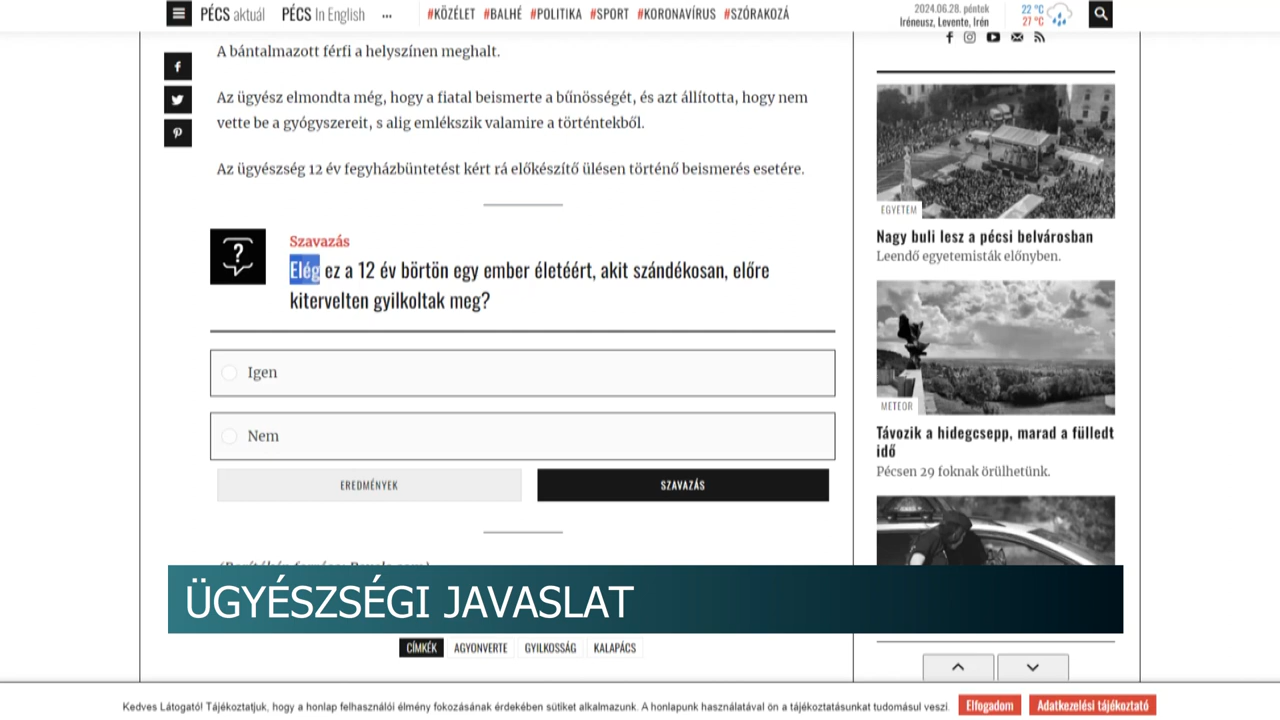 PÉCS aktuál PÉCS In English ... #KÖZÉLET #BALHÉ #POLITIKA #SPORT #KORONAVÍRUS #SZÓRAKOZÁ
2024.06.28. péntek
Iréneusz, Levente, Irén
22 °C
27 °C
A bántalmazott férfi a helyszínen meghalt.
Az ügyész elmondta még, hogy a fiatal beismerte a bűnösségét, és azt állította, hogy nem
vette be a gyógyszereit, s alig emlékszik valamire a történtekből.
Az ügyészség 12 év fegyházbüntetést kért rá előkészítő ülésen történő beismerés esetére.
?
Szavazás
Elég ez a 12 év börtön egy ember életéért, akit szándékosan, előre
kitervelten gyilkoltak meg?
Igen
Nem
EREDMÉNYEK
SZAVAZÁS
ÜGYÉSZSÉGI JAVASLAT
CÍMKÉK AGYONVERTE GYILKOSSÁG KALAPÁCS
EGYETEM
Nagy buli lesz a pécsi belvárosban
Leendő egyetemisták előnyben.
METEOR
Távozik a hidegcsepp, marad a fülledt
idő
Pécsen 29 foknak örülhetünk.
Kedves Látogató! Tájékoztatjuk, hogy a honlap felhasználói élmény fokozásának érdekében sütiket alkalmazunk. A honlapunk használatával ön a tájékoztatásunkat tudomásul veszi.
Elfogadom
Adatkezelési tájékoztató